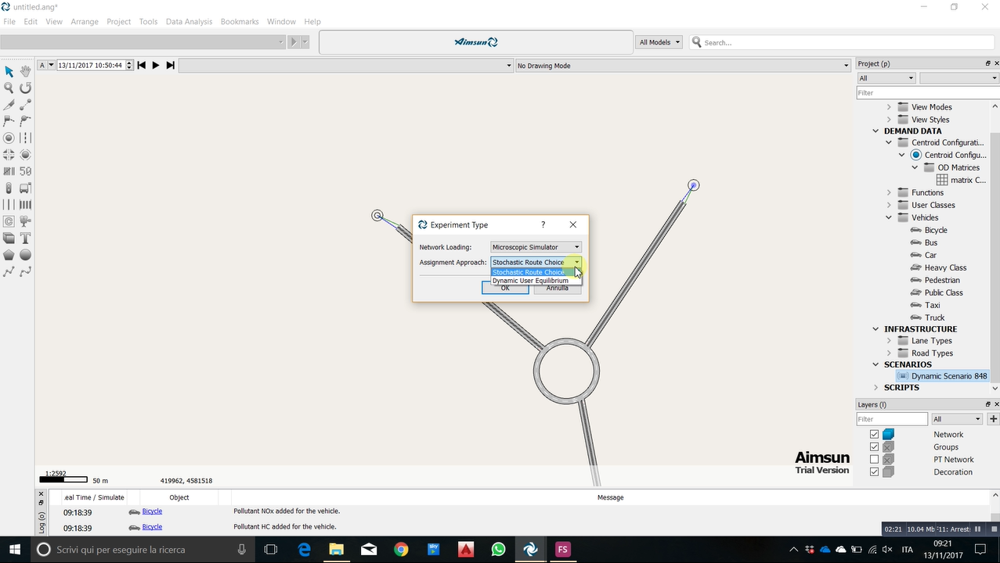 untitled.ang*
File Edit View Arrange Project Tools Data Analysis Bookmarks Window Help
Aimsun
All Models
Search...
A
13/11/2017 10:50:44
No Drawing Mode
Project (p)
All
Filter
View Modes
View Styles
DEMAND DATA
Centroid Configurati...
Centroid Configu...
OD Matrices
matrix C...
Functions
User Classes
Vehicles
Bicycle
Bus
Car
Heavy Class
Pedestrian
Public Class
Taxi
Truck
INFRASTRUCTURE
Lane Types
Road Types
SCENARIOS
Dynamic Scenario 848
SCRIPTS
Experiment Type
?
Network Loading: Microscopic Simulator
Assignment Approach: Stochastic Route Choice
Stochastic Route Choice
Dynamic User Equilibrium
OK Annulla
Layers (l)
Filter
All
Network
Groups
PT Network
Decoration
50
Aimsun
Trial Version
1:2592
50 m
419962, 4581518
Log (o)
eal Time / Simulate Object Message
09:18:39 Bicycle Pollutant NOx added for the vehicle.
09:18:39 Bicycle Pollutant HC added for the vehicle.
02:21 10.04 Mb
Scrivi qui per eseguire la ricerca
sky
FS
ITA
09:21
13/11/2017